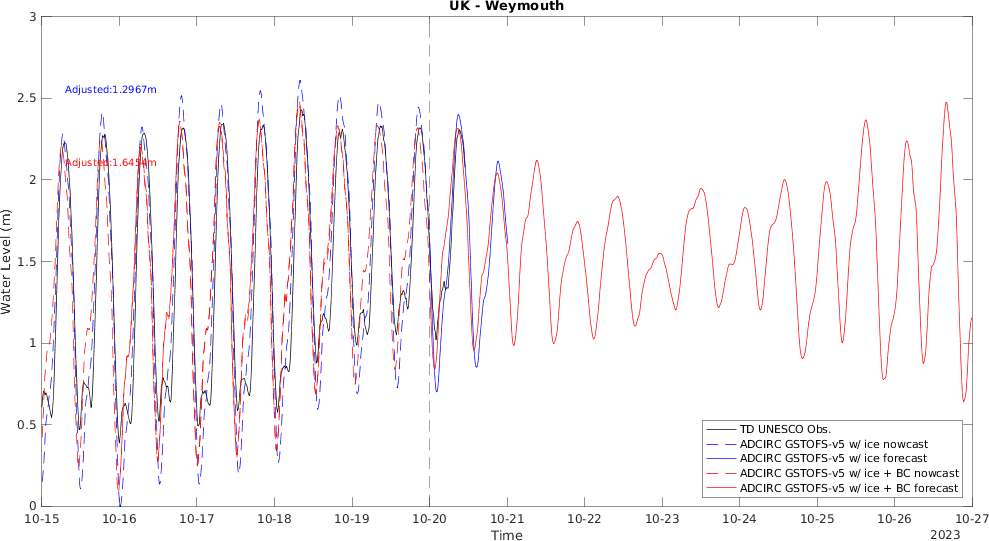 UK - Weymouth
3
2.5
2
1.5
1
0.5
0
Water Level (m)
Adjusted:1.2967m
Adjusted:1.6454m
TD UNESCO Obs.
ADCIRC GSTOFS-v5 w/ ice nowcast
ADCIRC GSTOFS-v5 w/ ice forecast
ADCIRC GSTOFS-v5 w/ ice + BC nowcast
ADCIRC GSTOFS-v5 w/ ice + BC forecast
10-15 10-16 10-17 10-18 10-19 10-20 10-21 10-22 10-23 10-24 10-25 10-26 10-27
Time
2023